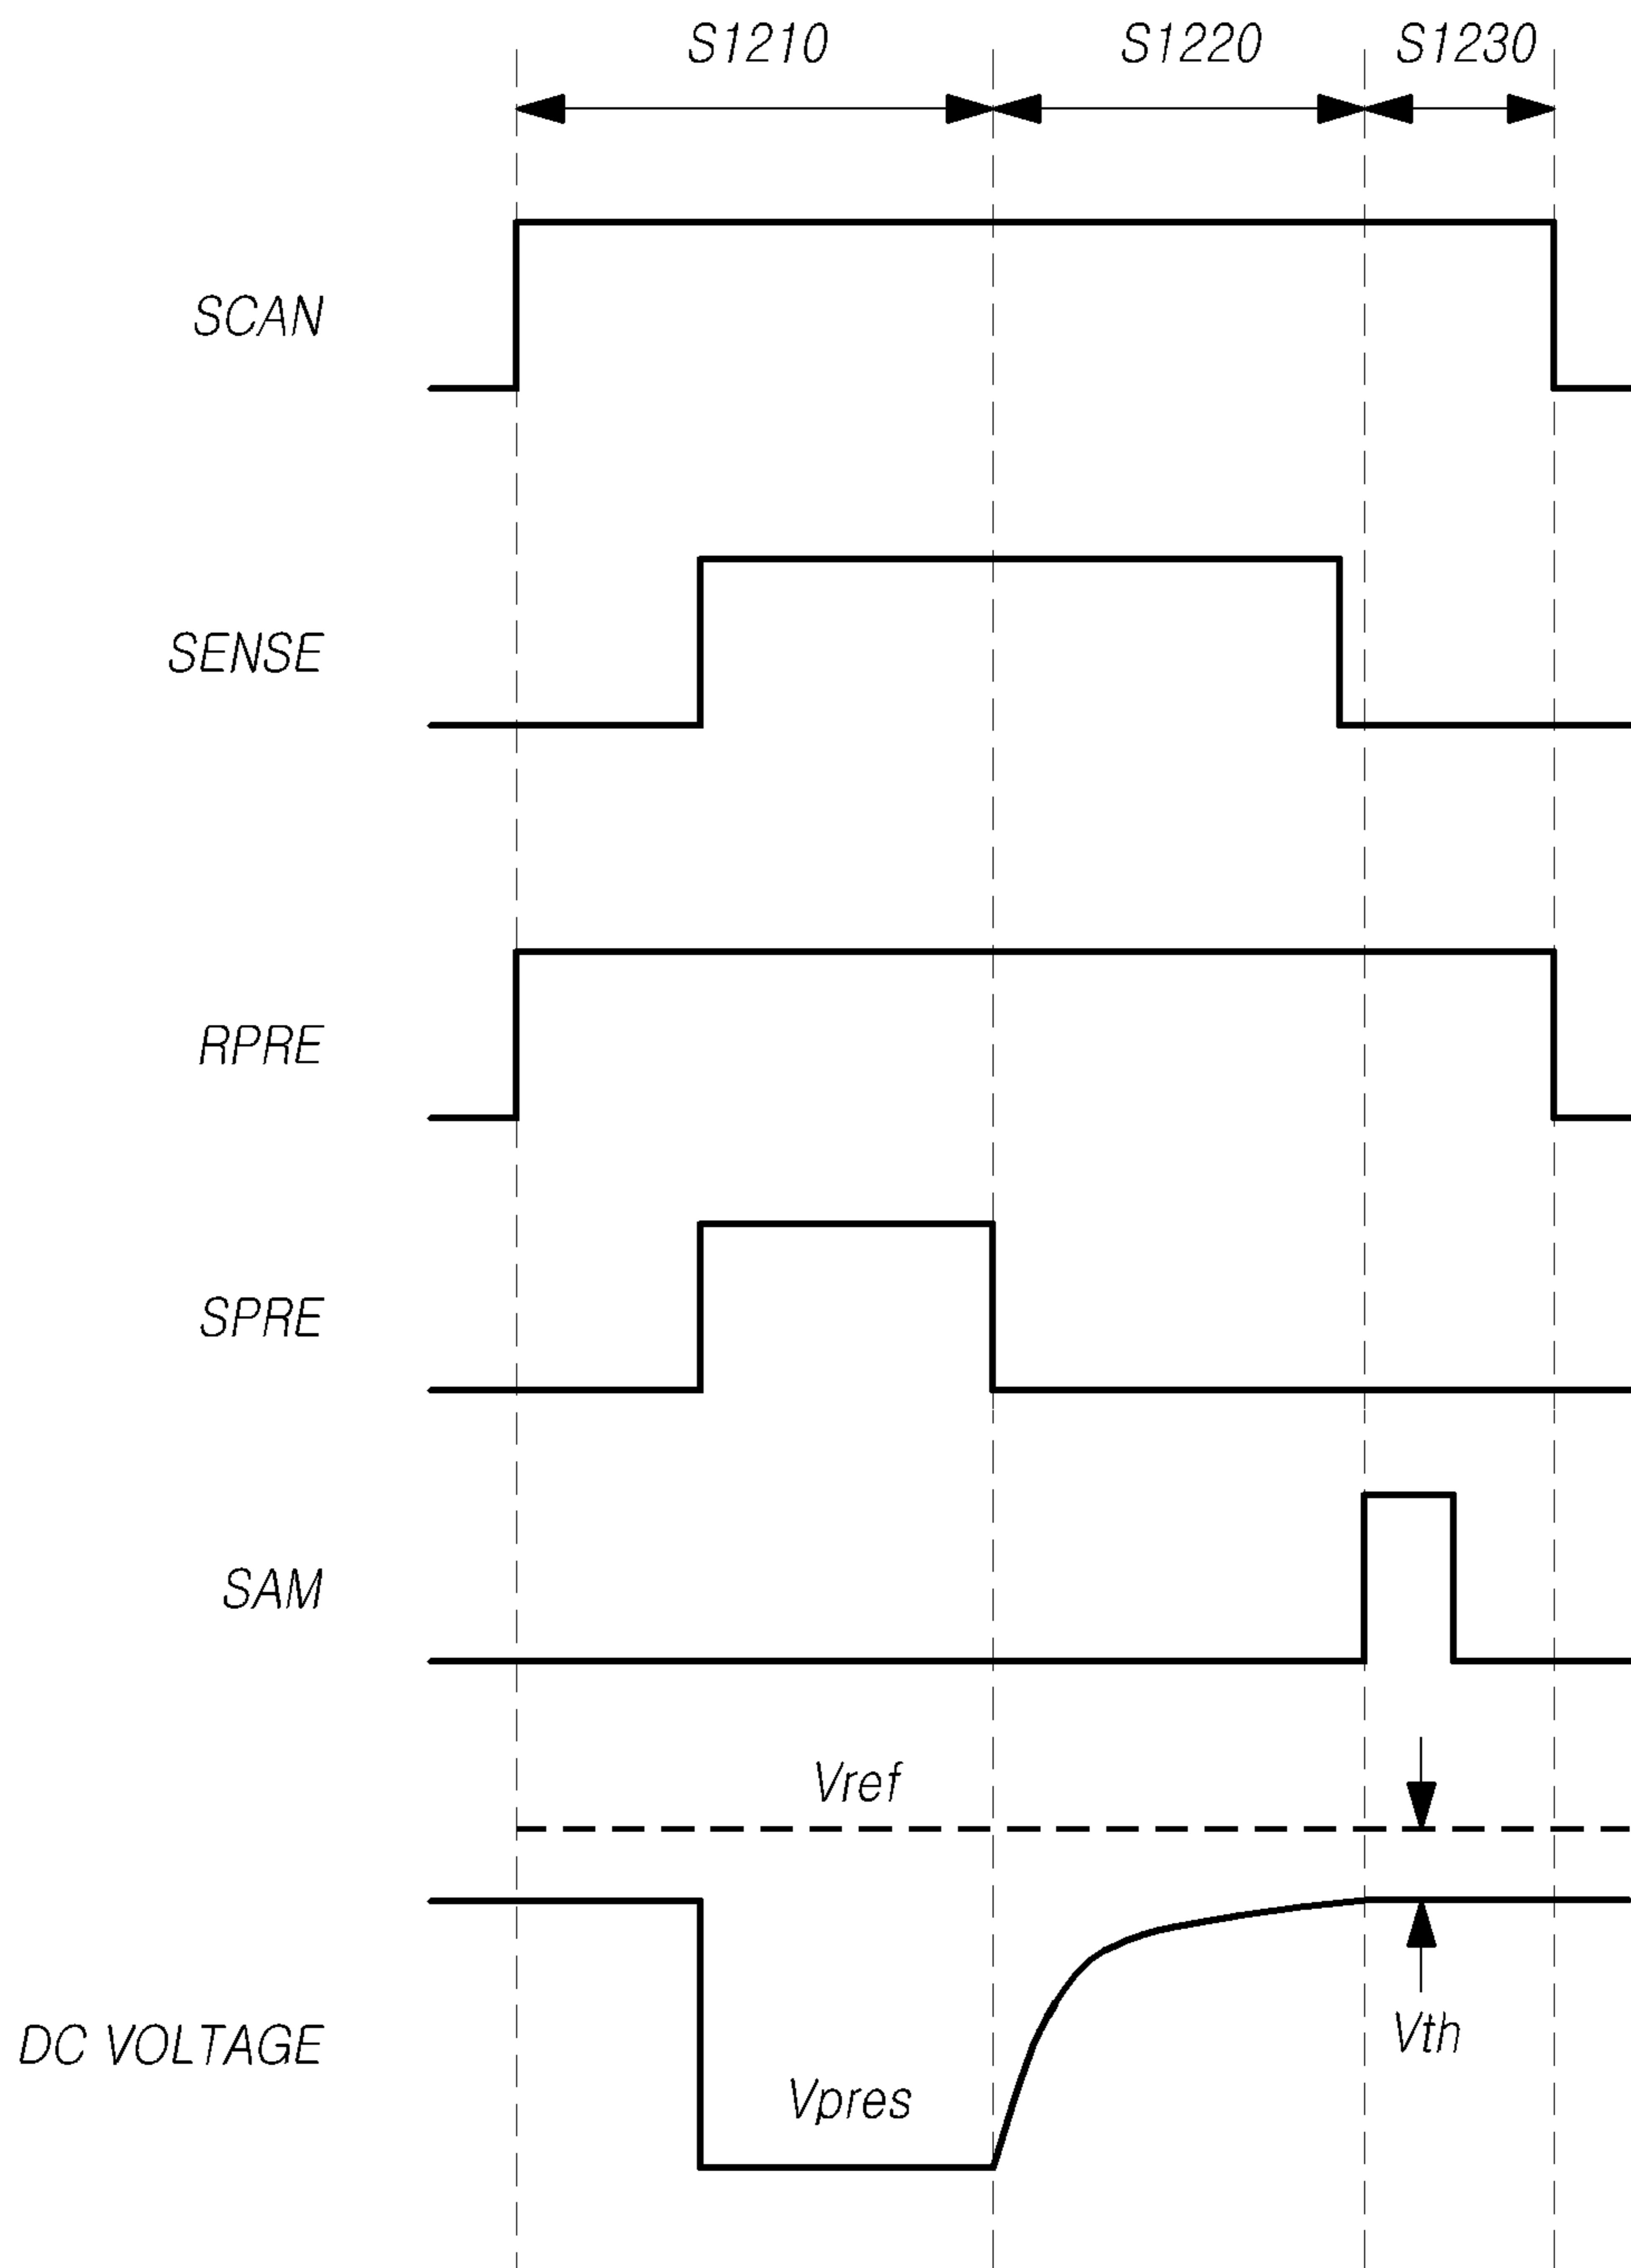 S1210 S1220 S1230
SCAN
SENSE
RPRE
SPRE
SAM
Vref
DC VOLTAGE
Vth
Vpres